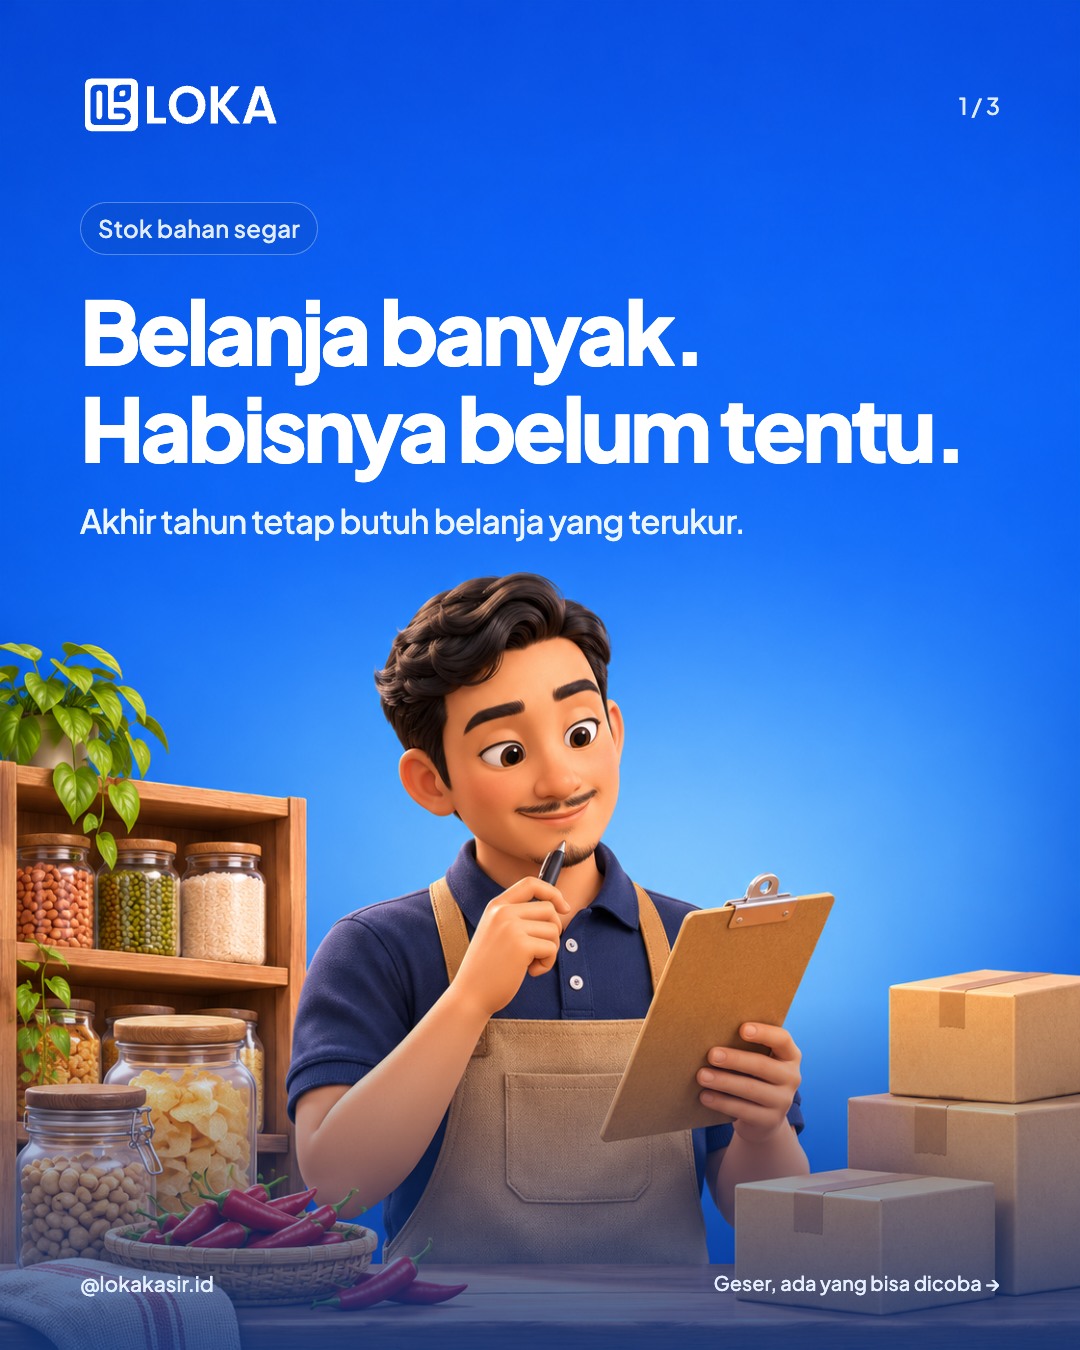 LOKA
1 / 3
Stok bahan segar
Belanja banyak.
Habisnya belum tentu.
Akhir tahun tetap butuh belanja yang terukur.
@lokakasir.id
Geser, ada yang bisa dicoba →